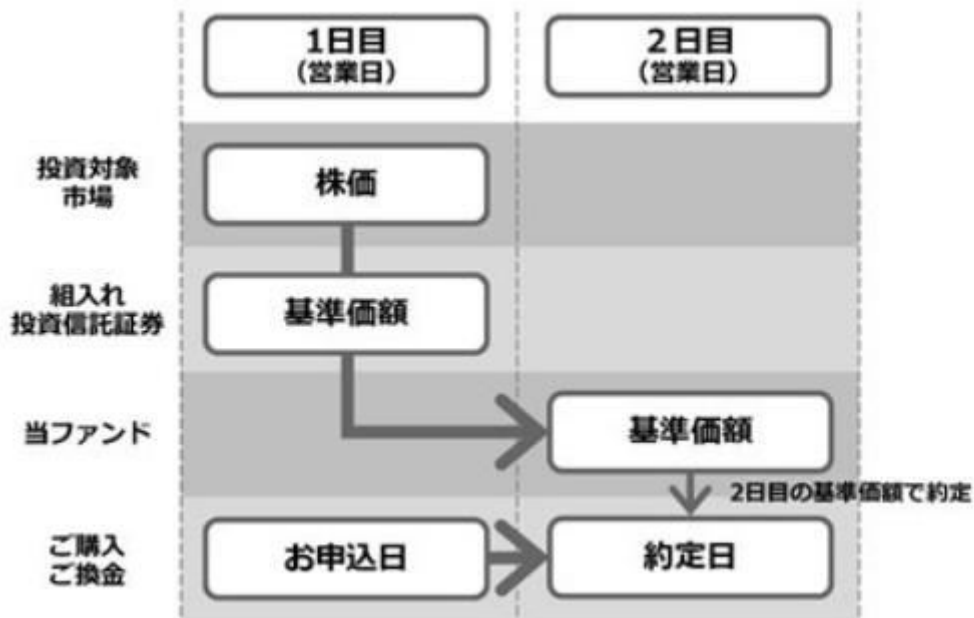 1日目
(営業日)
2日目
(営業日)
投資対象
市場
株価
組入れ
投資信託証券
基準価額
当ファンド
基準価額
2日目の基準価額で約定
ご購入
ご換金
お申込日
約定日